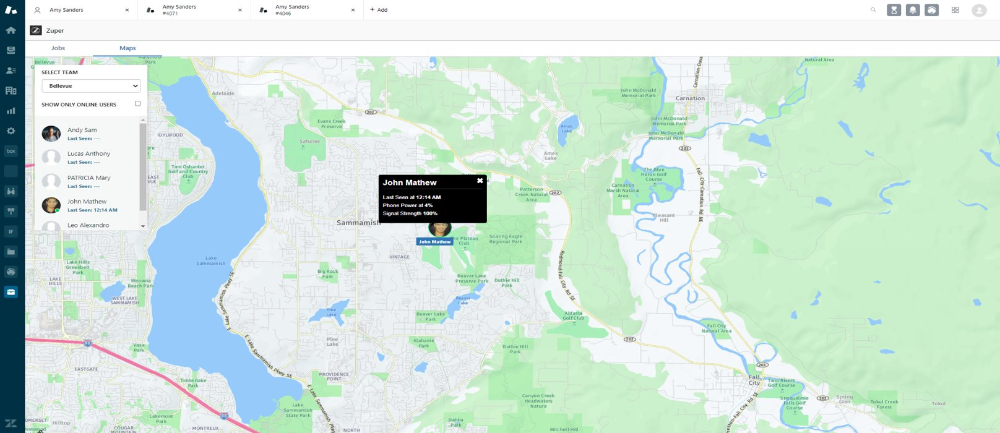 Amy Sanders
Amy Sanders
#4071
Amy Sanders
#4046
+ Add
Zuper
Jobs
Maps
SELECT TEAM
Bellevue
SHOW ONLY ONLINE USERS
Andy Sam
Last Seen: ---
Lucas Anthony
Last Seen: ---
PATRICIA Mary
Last Seen: ---
John Mathew
Last Seen: 12:14 AM
Leo Alexandro
box
IF
John Mathew
Last Seen at 12:14 AM
Phone Power at 4%
Signal Strength 100%
John Mathew
Bellevue
Park
Adelaide
202
Evans Creek
Preserve
IDYLWOOD
Sahalee
Tam Oshanter
Golf and Country
Club
Ames
Lake
Ames
Lake
Natural Area
John McDonald
Memorial Park
Carnation
Carnation-Duva
John McDonald
Memorial Park
John McDonald
Memorial Park
203
The Blue
Heron Golf
Course
Carnation
Marsh Natural
Area
Fall City-Carnation Rd NE
Patterson
Creek Natural
Area
202
Pleasant
Hill
Sammamish
Soaring Eagle
Regional Park
The Plateau
Club
Redmond-Fall City Rd SE
Lake
Sammamish
VINTAGE
Lake Hills
Greenbelt
Park
LAKE
HILLS
Weowna
Beach Park
WEST LAKE
SAMMAMISH
E Lake Sammamish Pkwy SE
Big Rock
Park
Beaver Lake
Preserve Park
Duthie Hill
Park
Beaver
Lake
Pine
Lake
Beaver Lake
Park
Aldarra
Golf Club
Fall City
Natural Area
202
90
Vasa
Park
Pine
Lake
Klahanie
Park
Duthie Hill
Park
E Lake Sammamish Pkwy SE
EASTGATE
PROVIDENCE
POINT
203
Fall
City
Timberlake
Park
Twin Rivers
Golf Course
Snoqualmie
Falls Golf
Course
202
Spring
Glen
Tokul Creek
Forest
Tokul
Canyon Creek
Headwaters
Natura
90
Lake
Sammamish
State Park
E Lake Sammamish
Preston-Fall City Rd SE
SOMERSET
Hilltop
Lakemont
Park
COUGAR
MOUNTAIN
MONTREUX
NORTH
Dahlia
Park
Mitchell Hill